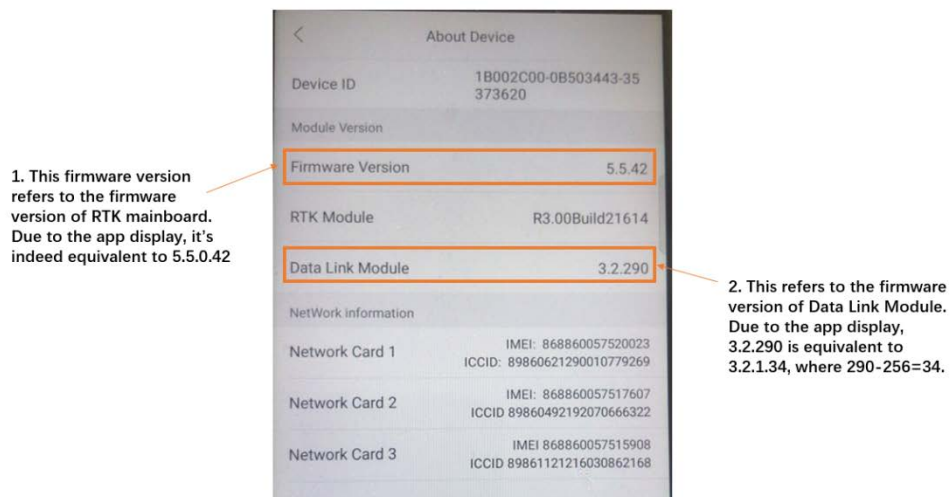 About Device
Device ID
1B002C00-0B503443-35
373620
Module Version
Firmware Version 5.5.42
RTK Module R3.00Build21614
Data Link Module 3.2.290
NetWork information
Network Card 1
IMEI: 868860057520023
ICCID: 89860621290010779269
Network Card 2
IMEI: 868860057517607
ICCID 89860492192070666322
Network Card 3
IMEI 868860057515908
ICCID 89861121216030862168
1. This firmware version
refers to the firmware
version of RTK mainboard.
Due to the app display, it's
indeed equivalent to 5.5.0.42
2. This refers to the firmware
version of Data Link Module.
Due to the app display,
3.2.290 is equivalent to
3.2.1.34, where 290-256=34.